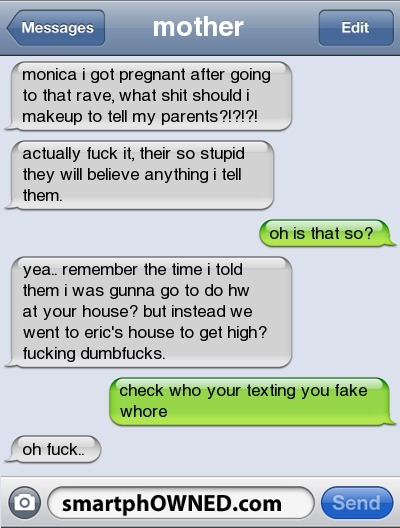 Messages
mother
Edit
monica i got pregnant after going
to that rave, what shit should i
makeup to tell my parents?!?!?!
actually fuck it, their so stupid
they will believe anything i tell
them.
oh is that so?
yea.. remember the time i told
them i was gunna go to do hw
at your house? but instead we
went to eric's house to get high?
fucking dumbfucks.
check who your texting you fake
whore
oh fuck..
smartphOWNED.com
Send